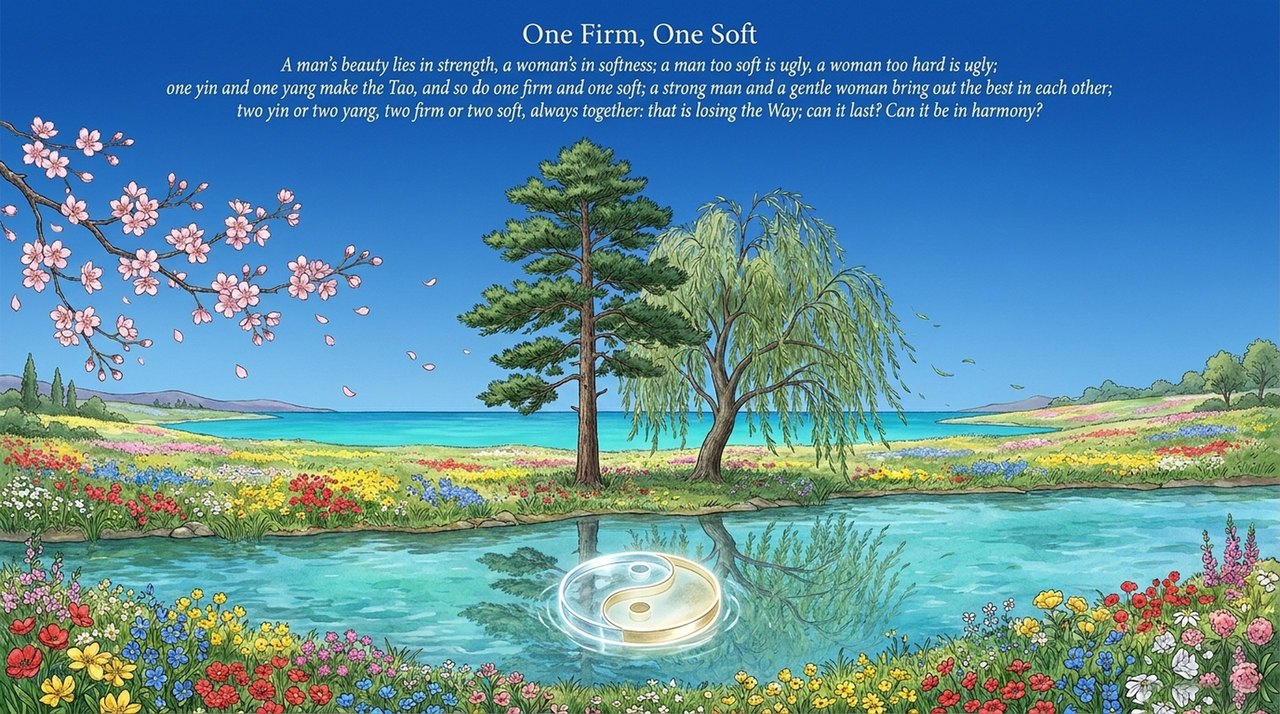 One Firm, One Soft
A man's beauty lies in strength, a woman's in softness; a man too soft is ugly, a woman too hard is ugly;
one yin and one yang make the Tao, and so do one firm and one soft; a strong man and a gentle woman bring out the best in each other;
two yin or two yang, two firm or two soft, always together: that is losing the Way; can it last? Can it be in harmony?